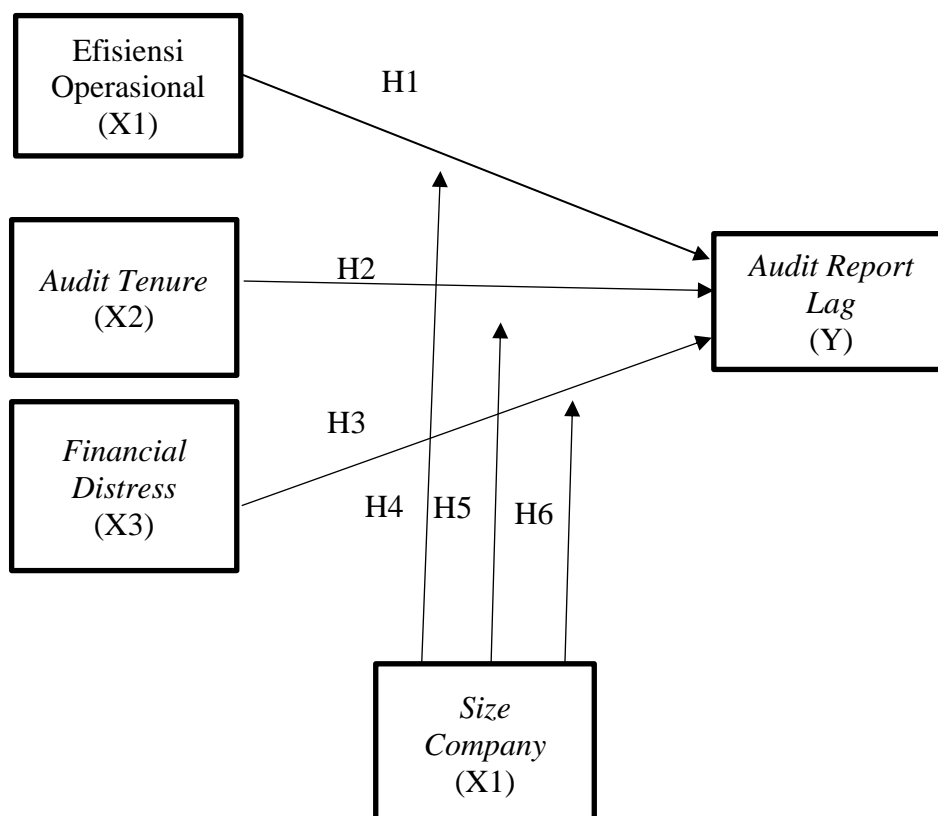 Efisiensi
Operasional
(X1)
H1
Audit Tenure
(X2)
H2
Audit Report
Lag
(Y)
Financial
Distress
(X3)
H3
H4
H5
H6
Size
Company
(X1)